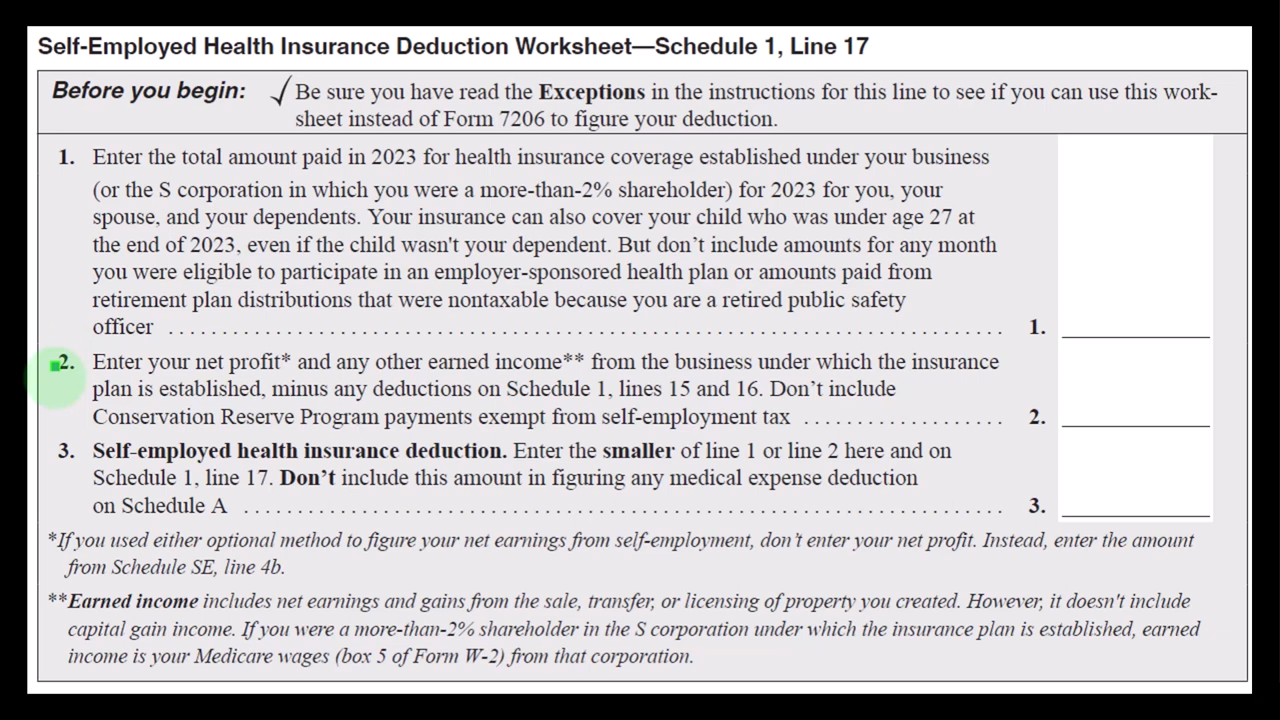 Self-Employed Health Insurance Deduction Worksheet—Schedule 1, Line 17
Before you begin: √ Be sure you have read the Exceptions in the instructions for this line to see if you can use this work-
sheet instead of Form 7206 to figure your deduction.
1. Enter the total amount paid in 2023 for health insurance coverage established under your business
(or the S corporation in which you were a more-than-2% shareholder) for 2023 for you, your
spouse, and your dependents. Your insurance can also cover your child who was under age 27 at
the end of 2023, even if the child wasn't your dependent. But don’t include amounts for any month
you were eligible to participate in an employer-sponsored health plan or amounts paid from
retirement plan distributions that were nontaxable because you are a retired public safety
officer . . . . . . . . . . . . . . . . . . . . . . . . . . . . . . . . . . . . . . . . 1.
2. Enter your net profit* and any other earned income** from the business under which the insurance
plan is established, minus any deductions on Schedule 1, lines 15 and 16. Don’t include
Conservation Reserve Program payments exempt from self-employment tax . . . . . . . . . . . . . . . . . . . 2.
3. Self-employed health insurance deduction. Enter the smaller of line 1 or line 2 here and on
Schedule 1, line 17. Don’t include this amount in figuring any medical expense deduction
on Schedule A . . . . . . . . . . . . . . . . . . . . . . . . . . . . . . . . . . . . . . . . 3.
*If you used either optional method to figure your net earnings from self-employment, don’t enter your net profit. Instead, enter the amount
from Schedule SE, line 4b.
**Earned income includes net earnings and gains from the sale, transfer, or licensing of property you created. However, it doesn't include
capital gain income. If you were a more-than-2% shareholder in the S corporation under which the insurance plan is established, earned
income is your Medicare wages (box 5 of Form W-2) from that corporation.